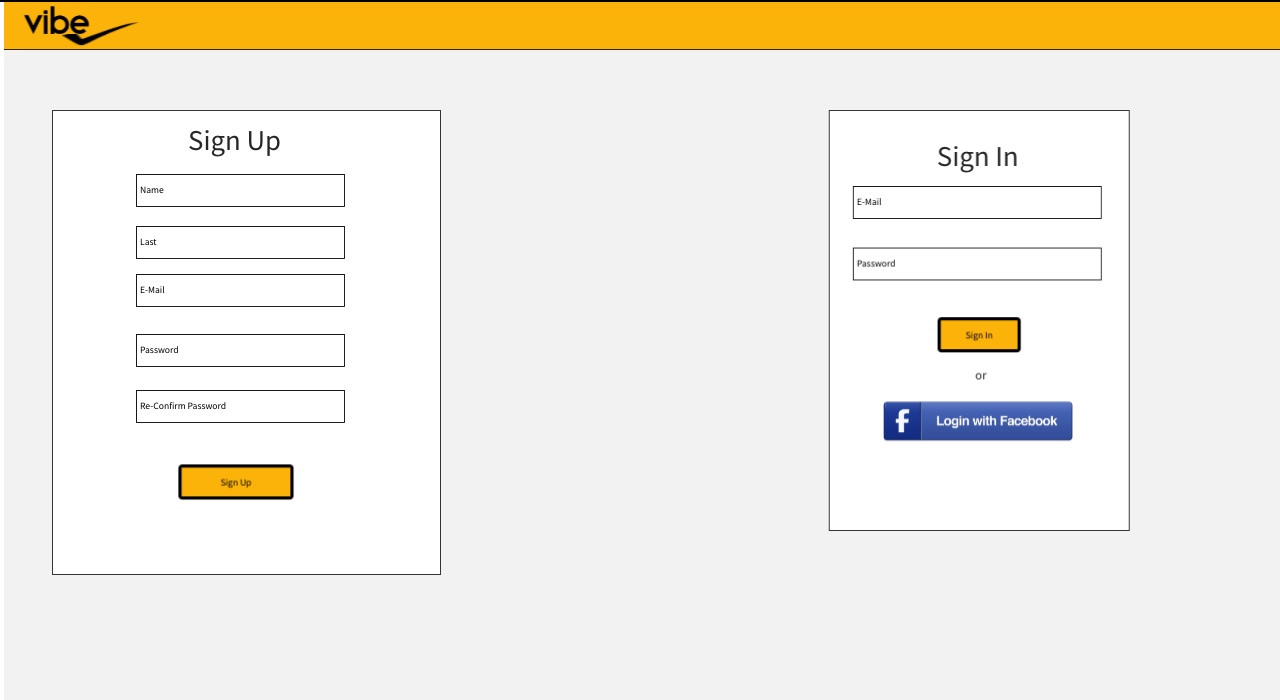 vibe
Sign Up
Name
Last
E-Mail
Password
Re-Confirm Password
Sign Up
Sign In
E-Mail
Password
Sign In
or
f Login with Facebook